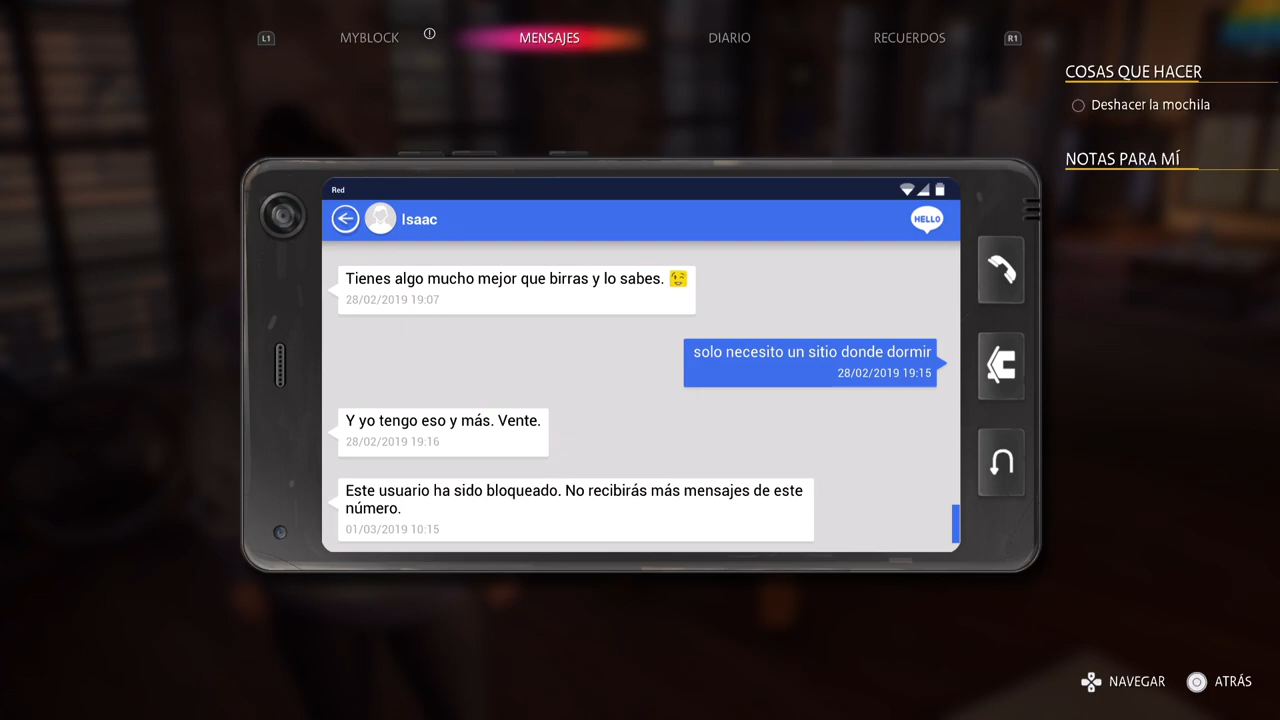 L1
MYBLOCK
MENSAJES
DIARIO
RECUERDOS
R1
COSAS QUE HACER
Deshacer la mochila
NOTAS PARA MÍ
Red
Isaac
HELLO
Tienes algo mucho mejor que birras y lo sabes. 😉
28/02/2019 19:07
solo necesito un sitio donde dormir
28/02/2019 19:15
Y yo tengo eso y más. Vente.
28/02/2019 19:16
Este usuario ha sido bloqueado. No recibirás más mensajes de este
número.
01/03/2019 10:15
NAVEGAR
ATRÁS